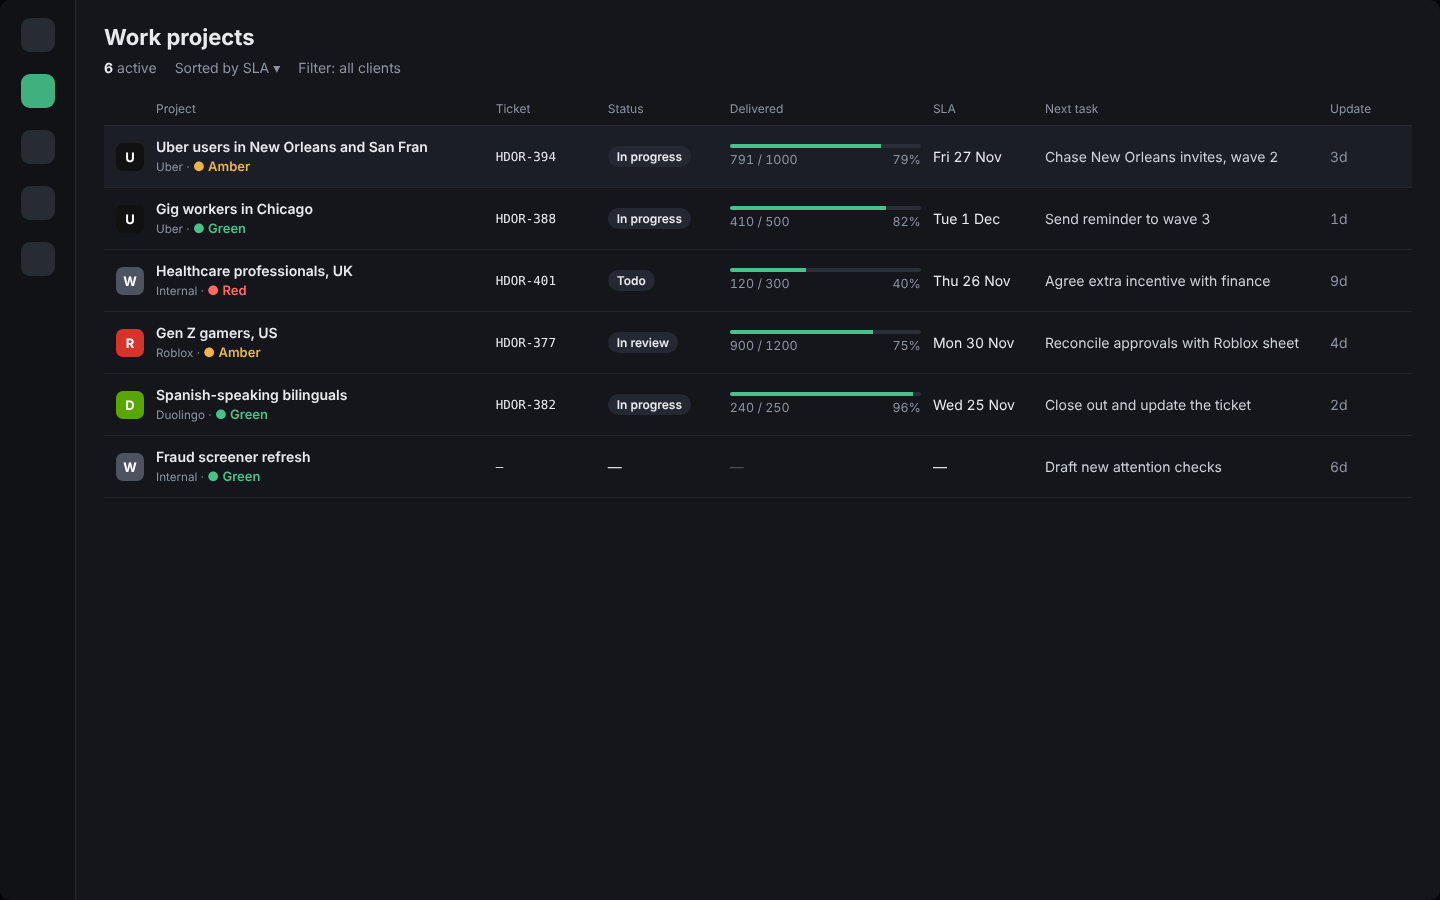 Work projects
6 active Sorted by SLA ▾ Filter: all clients
Project Ticket Status Delivered SLA Next task Update
U Uber users in New Orleans and San Fran HDOR-394 In progress 791 / 1000 79% Fri 27 Nov Chase New Orleans invites, wave 2 3d
Uber · Amber
U Gig workers in Chicago HDOR-388 In progress 410 / 500 82% Tue 1 Dec Send reminder to wave 3 1d
Uber · Green
W Healthcare professionals, UK HDOR-401 Todo 120 / 300 40% Thu 26 Nov Agree extra incentive with finance 9d
Internal · Red
R Gen Z gamers, US HDOR-377 In review 900 / 1200 75% Mon 30 Nov Reconcile approvals with Roblox sheet 4d
Roblox · Amber
D Spanish-speaking bilinguals HDOR-382 In progress 240 / 250 96% Wed 25 Nov Close out and update the ticket 2d
Duolingo · Green
W Fraud screener refresh – — — — Draft new attention checks 6d
Internal · Green